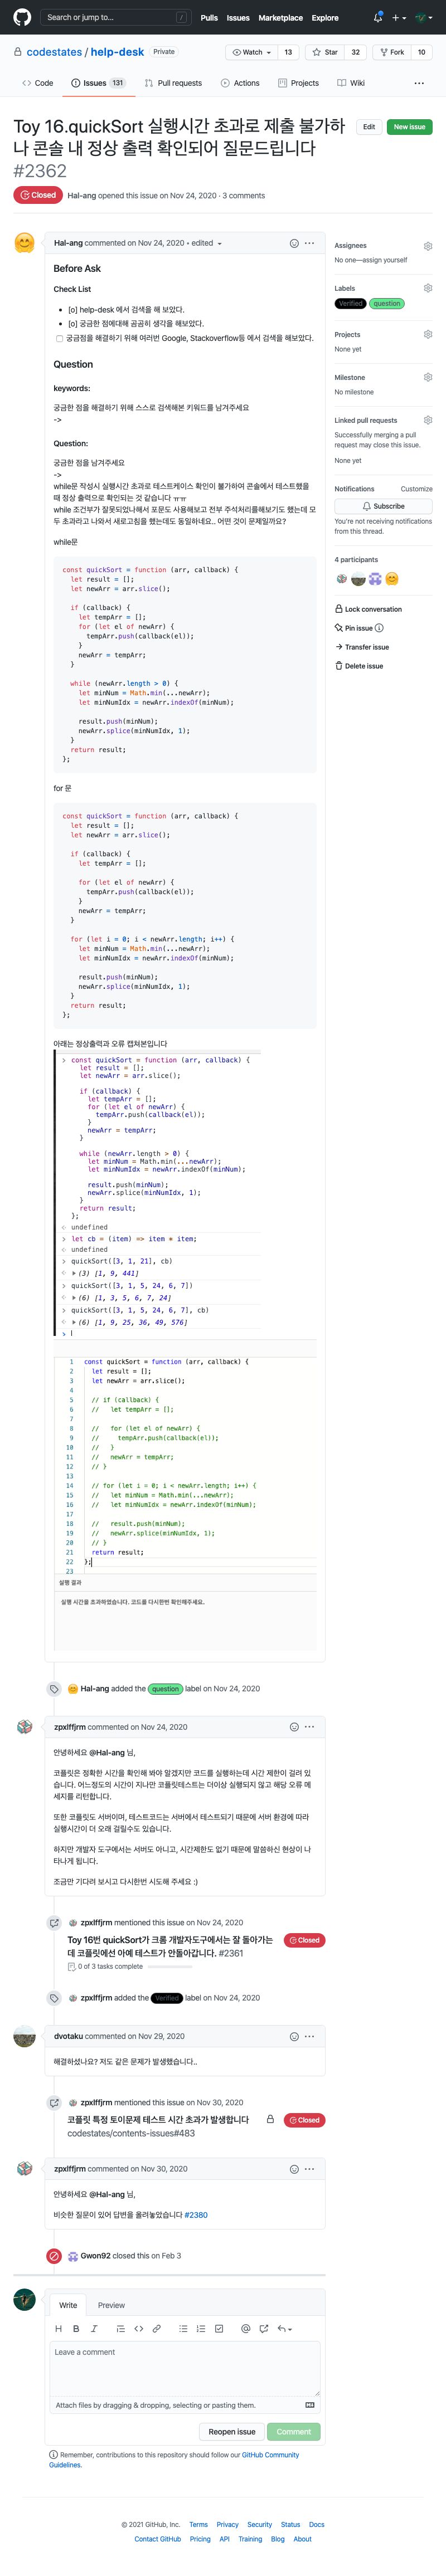 Search or jump to... /
Pulls Issues Marketplace Explore
codestates / help-desk Private
Watch 13 Star 32 Fork 10
Code Issues 131 Pull requests Actions Projects Wiki ...
Toy 16.quickSort 실행시간 초과로 제출 불가하
나 콘솔 내 정상 출력 확인되어 질문드립니다
#2362
Edit New issue
Closed Hal-ang opened this issue on Nov 24, 2020 · 3 comments
Hal-ang commented on Nov 24, 2020 • edited
Before Ask
Check List
[o] help-desk 에서 검색을 해 보았다.
[o] 궁금한 점에대해 곰곰히 생각을 해보았다.
궁금점을 해결하기 위해 여러번 Google, Stackoverflow등 에서 검색을 해보았다.
Question
keywords:
궁금한 점을 해결하기 위해 스스로 검색해본 키워드를 남겨주세요
->
Question:
궁금한 점을 남겨주세요
->
while문 작성시 실행시간 초과로 테스트케이스 확인이 불가하여 콘솔에서 테스트했을
때 정상 출력으로 확인되는 것 같습니다 ㅠㅠ
while 조건부가 잘못되었나해서 포문도 사용해보고 전부 주석처리를해보기도 했는데 모
두 초과라고 나와서 새로고침을 했는데도 동일하네요.. 어떤 것이 문제일까요?
while문
const quickSort = function (arr, callback) {
let result = [];
let newArr = arr.slice();
if (callback) {
let tempArr = [];
for (let el of newArr) {
tempArr.push(callback(el));
}
newArr = tempArr;
}
while (newArr.length > 0) {
let minNum = Math.min(...newArr);
let minNumIdx = newArr.indexOf(minNum);
result.push(minNum);
newArr.splice(minNumIdx, 1);
}
return result;
};
for 문
const quickSort = function (arr, callback) {
let result = [];
let newArr = arr.slice();
if (callback) {
let tempArr = [];
for (let el of newArr) {
tempArr.push(callback(el));
}
newArr = tempArr;
}
for (let i = 0; i < newArr.length; i++) {
let minNum = Math.min(...newArr);
let minNumIdx = newArr.indexOf(minNum);
result.push(minNum);
newArr.splice(minNumIdx, 1);
}
return result;
};
아래는 정상출력과 오류 캡쳐본입니다
> const quickSort = function (arr, callback) {
let result = [];
let newArr = arr.slice();
if (callback) {
let tempArr = [];
for (let el of newArr) {
tempArr.push(callback(el));
}
newArr = tempArr;
}
while (newArr.length > 0) {
let minNum = Math.min(...newArr);
let minNumIdx = newArr.indexOf(minNum);
result.push(minNum);
newArr.splice(minNumIdx, 1);
}
return result;
};
undefined
> let cb = (item) => item * item;
undefined
> quickSort([3, 1, 21], cb)
(3) [1, 9, 441]
> quickSort([3, 1, 5, 24, 6, 7])
(6) [1, 3, 5, 6, 7, 24]
> quickSort([3, 1, 5, 24, 6, 7], cb)
(6) [1, 9, 25, 36, 49, 576]
>
1 const quickSort = function (arr, callback) {
2 let result = [];
3 let newArr = arr.slice();
4
5 // if (callback) {
6 // let tempArr = [];
7
8 // for (let el of newArr) {
9 // tempArr.push(callback(el));
10 // }
11 // newArr = tempArr;
12 // }
13
14 // for (let i = 0; i < newArr.length; i++) {
15 // let minNum = Math.min(...newArr);
16 // let minNumIdx = newArr.indexOf(minNum);
17
18 // result.push(minNum);
19 // newArr.splice(minNumIdx, 1);
20 // }
21 return result;
22 };
23
실행 결과
실행 시간을 초과하였습니다. 코드를 다시한번 확인해주세요.
Hal-ang added the question label on Nov 24, 2020
zpxlffjrm commented on Nov 24, 2020
안녕하세요 @Hal-ang 님,
코플릿은 정확한 시간을 확인해 봐야 알겠지만 코드를 실행하는데 시간 제한이 걸려 있
습니다. 어느정도의 시간이 지나만 코플릿테스트는 더이상 실행되지 않고 해당 오류 메
세지를 리턴합니다.
또한 코플릿도 서버이며, 테스트코드는 서버에서 테스트되기 때문에 서버 환경에 따라
실행시간이 더 오래 걸릴수도 있습니다.
하지만 개발자 도구에서는 서버도 아니고, 시간제한도 없기 때문에 말씀하신 현상이 나
타나게 됩니다.
조금만 기다려 보시고 다시한번 시도해 주세요 :)
zpxlffjrm mentioned this issue on Nov 24, 2020
Toy 16번 quickSort가 크롬 개발자도구에서는 잘 돌아가는
데 코플릿에선 아예 테스트가 안돌아갑니다. #2361
Closed
0 of 3 tasks complete
zpxlffjrm added the Verified label on Nov 24, 2020
dvotaku commented on Nov 29, 2020
해결하셨나요? 저도 같은 문제가 발생했습니다..
zpxlffjrm mentioned this issue on Nov 30, 2020
코플릿 특정 토이문제 테스트 시간 초과가 발생합니다
codestates/contents-issues#483
Closed
zpxlffjrm commented on Nov 30, 2020
안녕하세요 @Hal-ang 님,
비슷한 질문이 있어 답변을 올려놓았습니다 #2380
Gwon92 closed this on Feb 3
Write Preview
Leave a comment
Attach files by dragging & dropping, selecting or pasting them.
Reopen issue Comment
Remember, contributions to this repository should follow our GitHub Community
Guidelines.
Assignees
No one—assign yourself
Labels
Verified question
Projects
None yet
Milestone
No milestone
Linked pull requests
Successfully merging a pull
request may close this issue.
None yet
Notifications Customize
Subscribe
You're not receiving notifications
from this thread.
4 participants
Lock conversation
Pin issue
Transfer issue
Delete issue
© 2021 GitHub, Inc. Terms Privacy Security Status Docs
Contact GitHub Pricing API Training Blog About